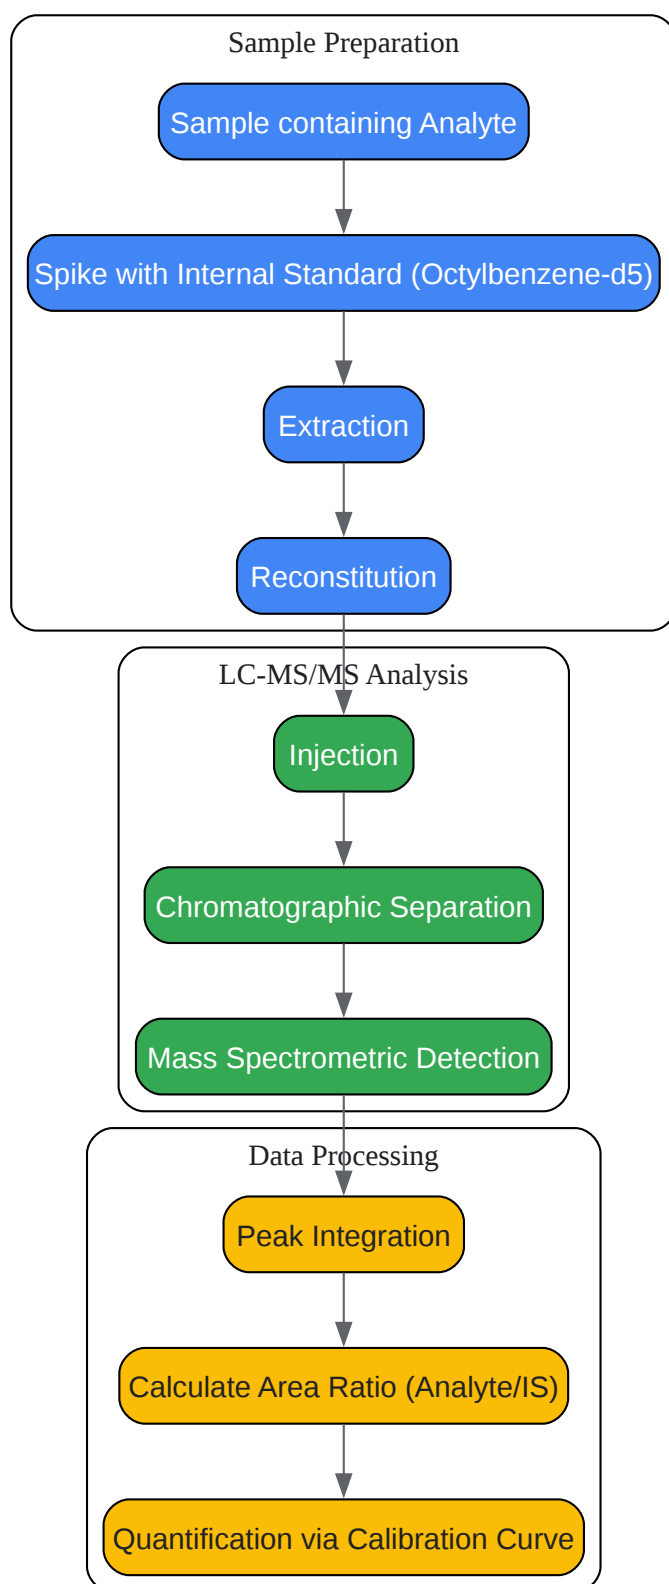 Sample Preparation
Sample containing Analyte
Spike with Internal Standard (Octylbenzene-d5)
Extraction
Reconstitution
LC-MS/MS Analysis
Injection
Chromatographic Separation
Mass Spectrometric Detection
Data Processing
Peak Integration
Calculate Area Ratio (Analyte/IS)
Quantification via Calibration Curve